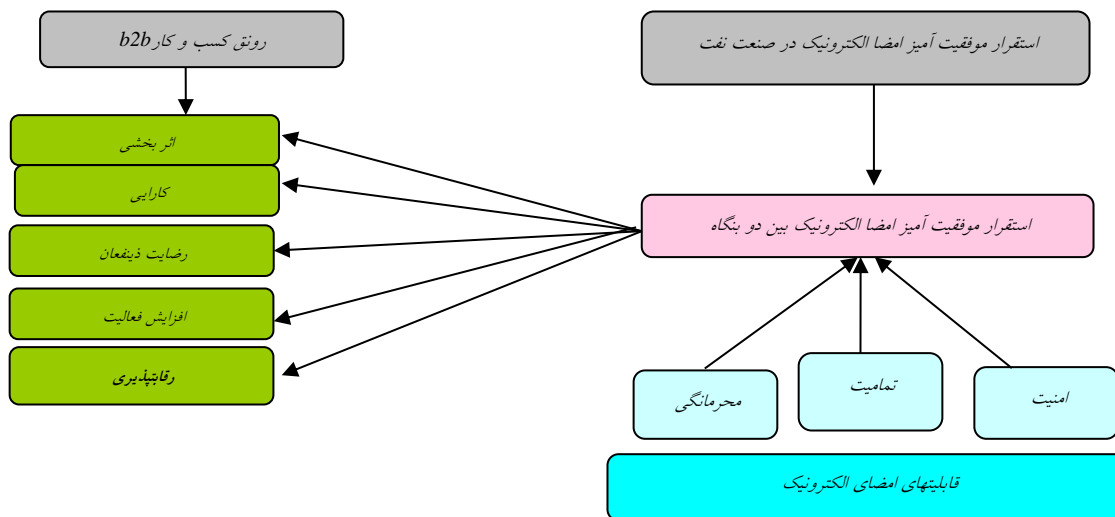 استقرار موفقیت آمیز امضا الکترونیک در صنعت نفت
رونق کسب و کار b2b
اثر بخشی
کارایی
رضایت ذینفعان
افزایش فعالیت
رقابتپذیری
استقرار موفقیت آمیز امضا الکترونیک بین دو بنگاه
امنیت
تمامیت
محرمانگی
قابلیتهای امضای الکترونیک